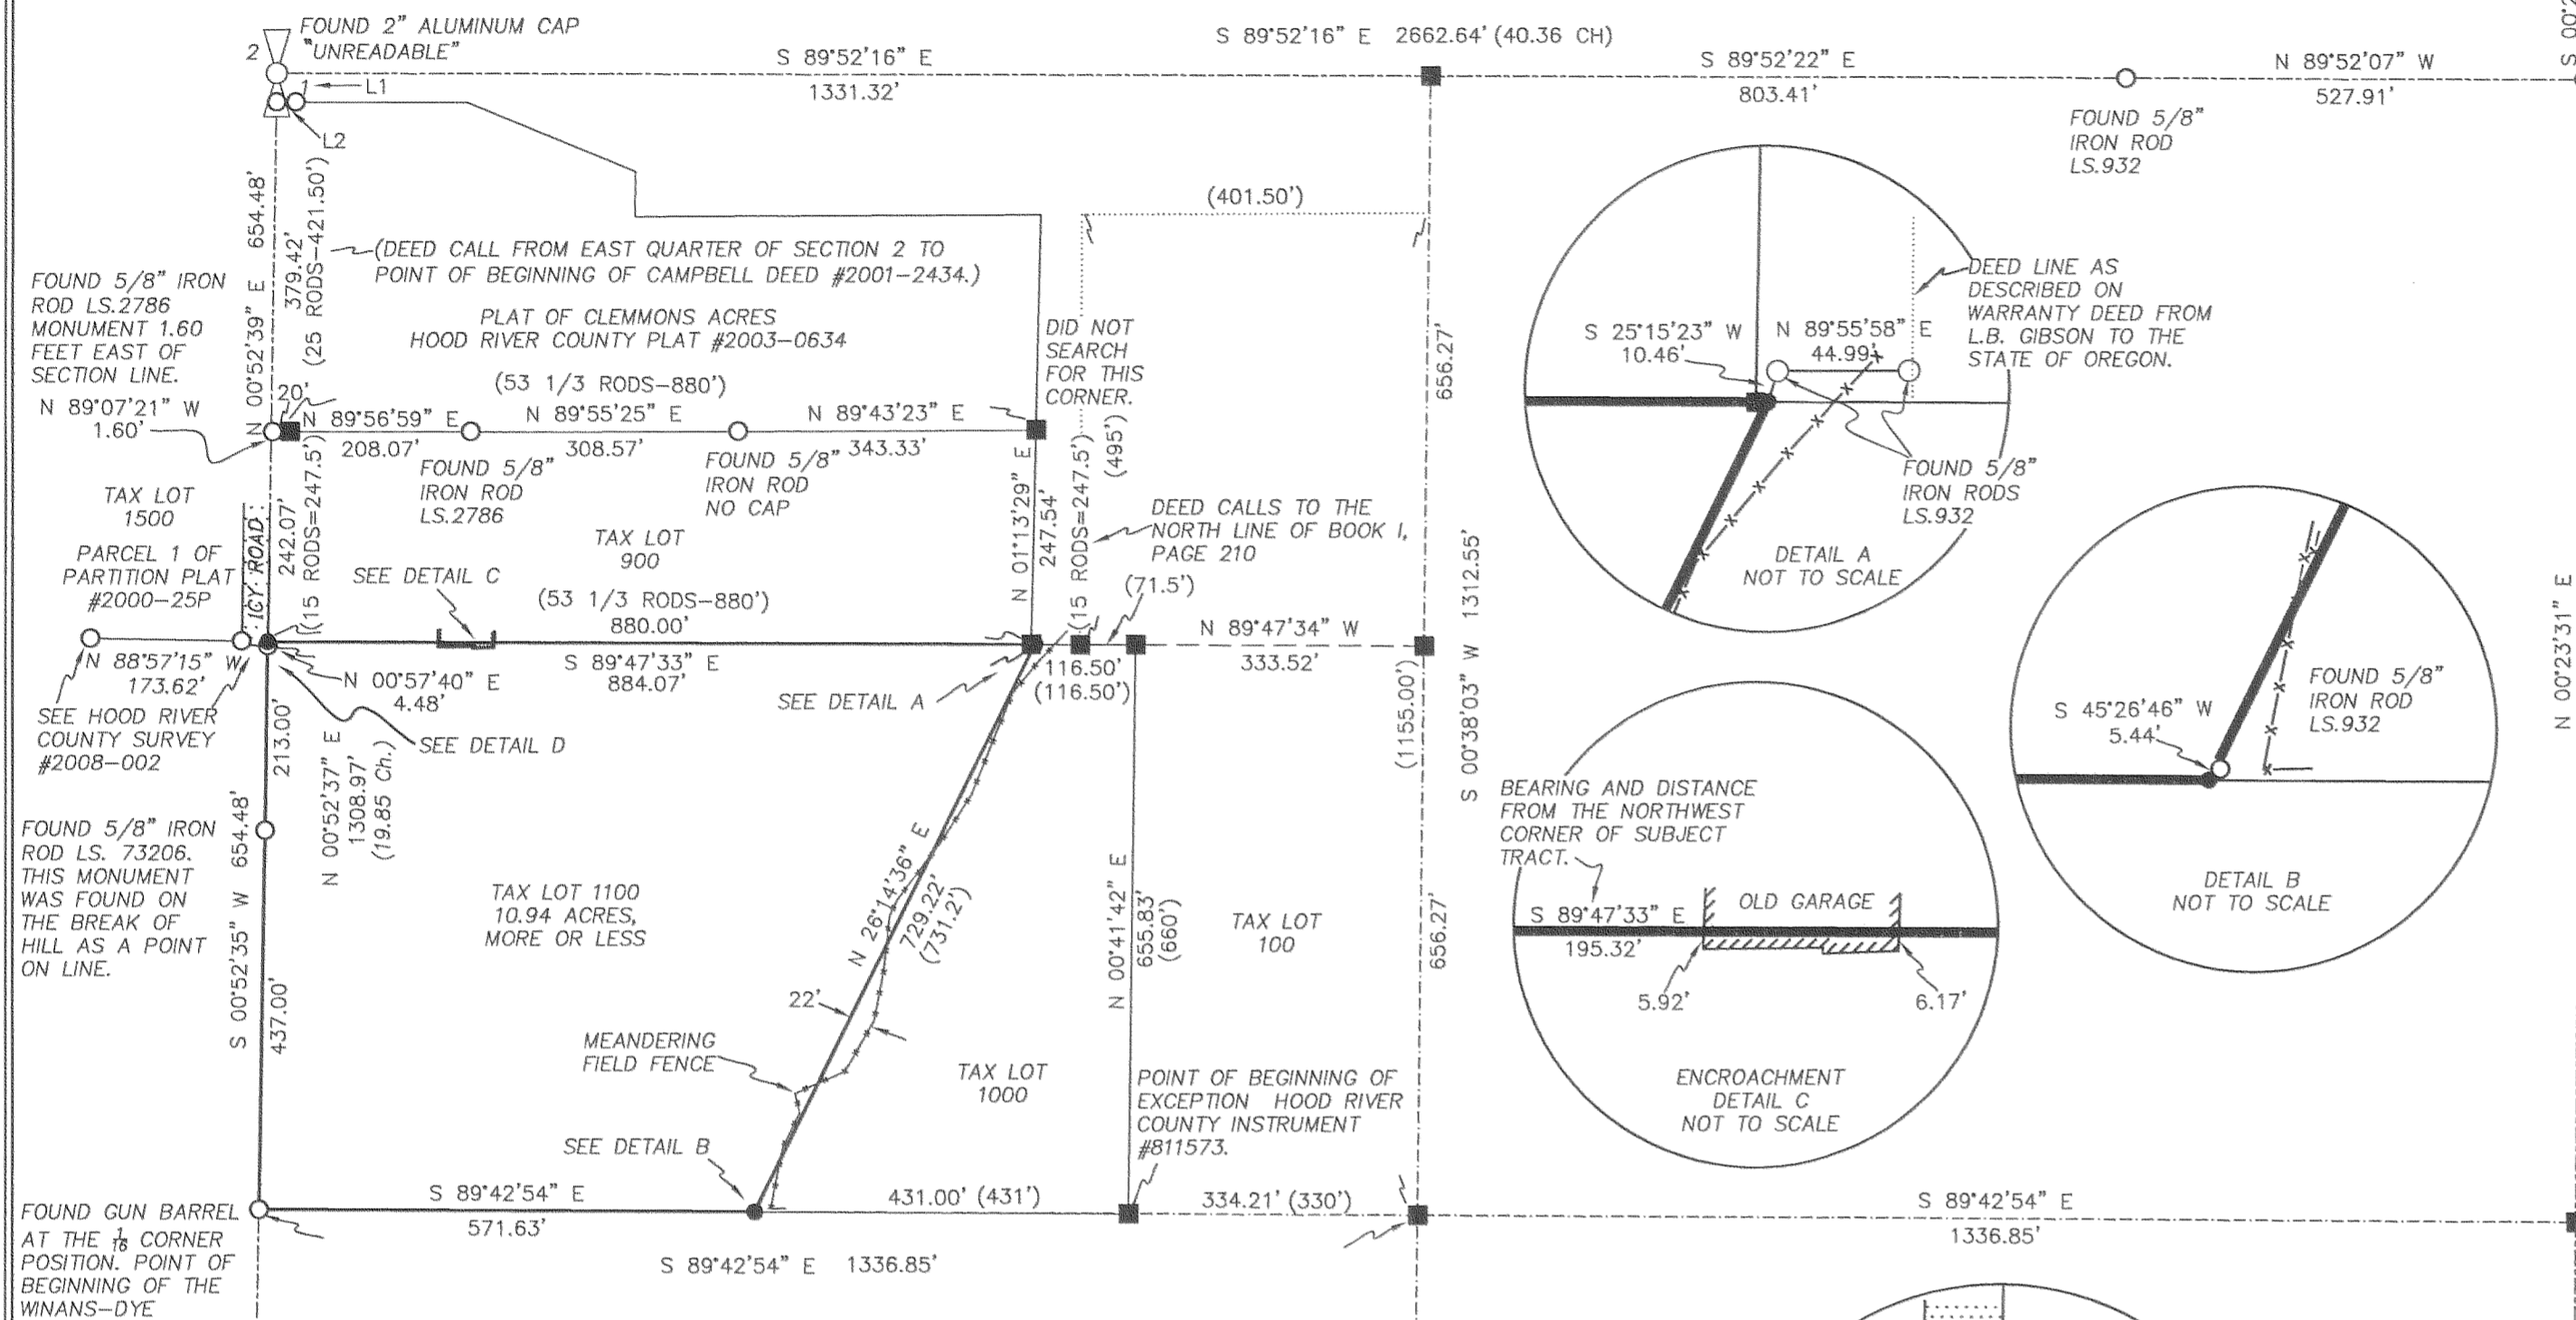 FOUND 2" ALUMINUM CAP
"UNREADABLE"
2
1
L1
L2
S 89°52'16" E 2662.64' (40.36 CH)
S 89°52'16" E
1331.32'
S 89°52'22" E
803.41'
N 89°52'07" W
527.91'
FOUND 5/8"
IRON ROD
LS.932
(401.50')
N 00°52'39" E 654.48'
379.42'
(25 RODS-421.50')
(DEED CALL FROM EAST QUARTER OF SECTION 2 TO
POINT OF BEGINNING OF CAMPBELL DEED #2001-2434.)
PLAT OF CLEMMONS ACRES
HOOD RIVER COUNTY PLAT #2003-0634
(53 1/3 RODS-880')
FOUND 5/8" IRON
ROD LS.2786
MONUMENT 1.60
FEET EAST OF
SECTION LINE.
N 89°07'21" W
1.60'
20'
N 89°56'59" E
208.07'
N 89°55'25" E
308.57'
N 89°43'23" E
343.33'
DID NOT
SEARCH
FOR THIS
CORNER.
FOUND 5/8"
IRON ROD
LS.2786
FOUND 5/8"
IRON ROD
NO CAP
TAX LOT
1500
PARCEL 1 OF
PARTITION PLAT
#2000-25P
ICY ROAD
242.07'
(15 RODS=247.5')
SEE DETAIL C
TAX LOT
900
(53 1/3 RODS-880')
880.00'
S 89°47'33" E
884.07'
N 01°13'29" E
247.54'
(15 RODS=247.5')
(495')
DEED CALLS TO THE
NORTH LINE OF BOOK I,
PAGE 210
(71.5')
N 89°47'34" W
333.52'
116.50'
(116.50')
SEE DETAIL A
656.27'
S 00°38'03" W 1312.55'
(1155.00')
656.27'
N 88°57'15" W
173.62'
N 00°57'40" E
4.48'
SEE HOOD RIVER
COUNTY SURVEY
#2008-002
SEE DETAIL D
213.00'
N 00°52'37" E
1308.97'
(19.85 Ch.)
S 00°52'35" W 654.48'
437.00'
FOUND 5/8" IRON
ROD LS. 73206.
THIS MONUMENT
WAS FOUND ON
THE BREAK OF
HILL AS A POINT
ON LINE.
TAX LOT 1100
10.94 ACRES,
MORE OR LESS
N 26°14'36" E
729.22'
(731.2')
22'
MEANDERING
FIELD FENCE
N 00°41'42" E
655.83'
(660')
TAX LOT
100
TAX LOT
1000
SEE DETAIL B
POINT OF BEGINNING OF
EXCEPTION HOOD RIVER
COUNTY INSTRUMENT
#811573.
FOUND GUN BARREL
AT THE 1/16 CORNER
POSITION. POINT OF
BEGINNING OF THE
WINANS-DYE
S 89°42'54" E
571.63'
431.00' (431')
334.21' (330')
S 89°42'54" E 1336.85'
S 89°42'54" E
1336.85'
S 25°15'23" W
10.46'
N 89°55'58" E
44.99'
DEED LINE AS
DESCRIBED ON
WARRANTY DEED FROM
L.B. GIBSON TO THE
STATE OF OREGON.
FOUND 5/8"
IRON RODS
LS.932
DETAIL A
NOT TO SCALE
S 45°26'46" W
5.44'
FOUND 5/8"
IRON ROD
LS.932
DETAIL B
NOT TO SCALE
BEARING AND DISTANCE
FROM THE NORTHWEST
CORNER OF SUBJECT
TRACT.
S 89°47'33" E
195.32'
OLD GARAGE
5.92'
6.17'
ENCROACHMENT
DETAIL C
NOT TO SCALE
N 00°23'31" E